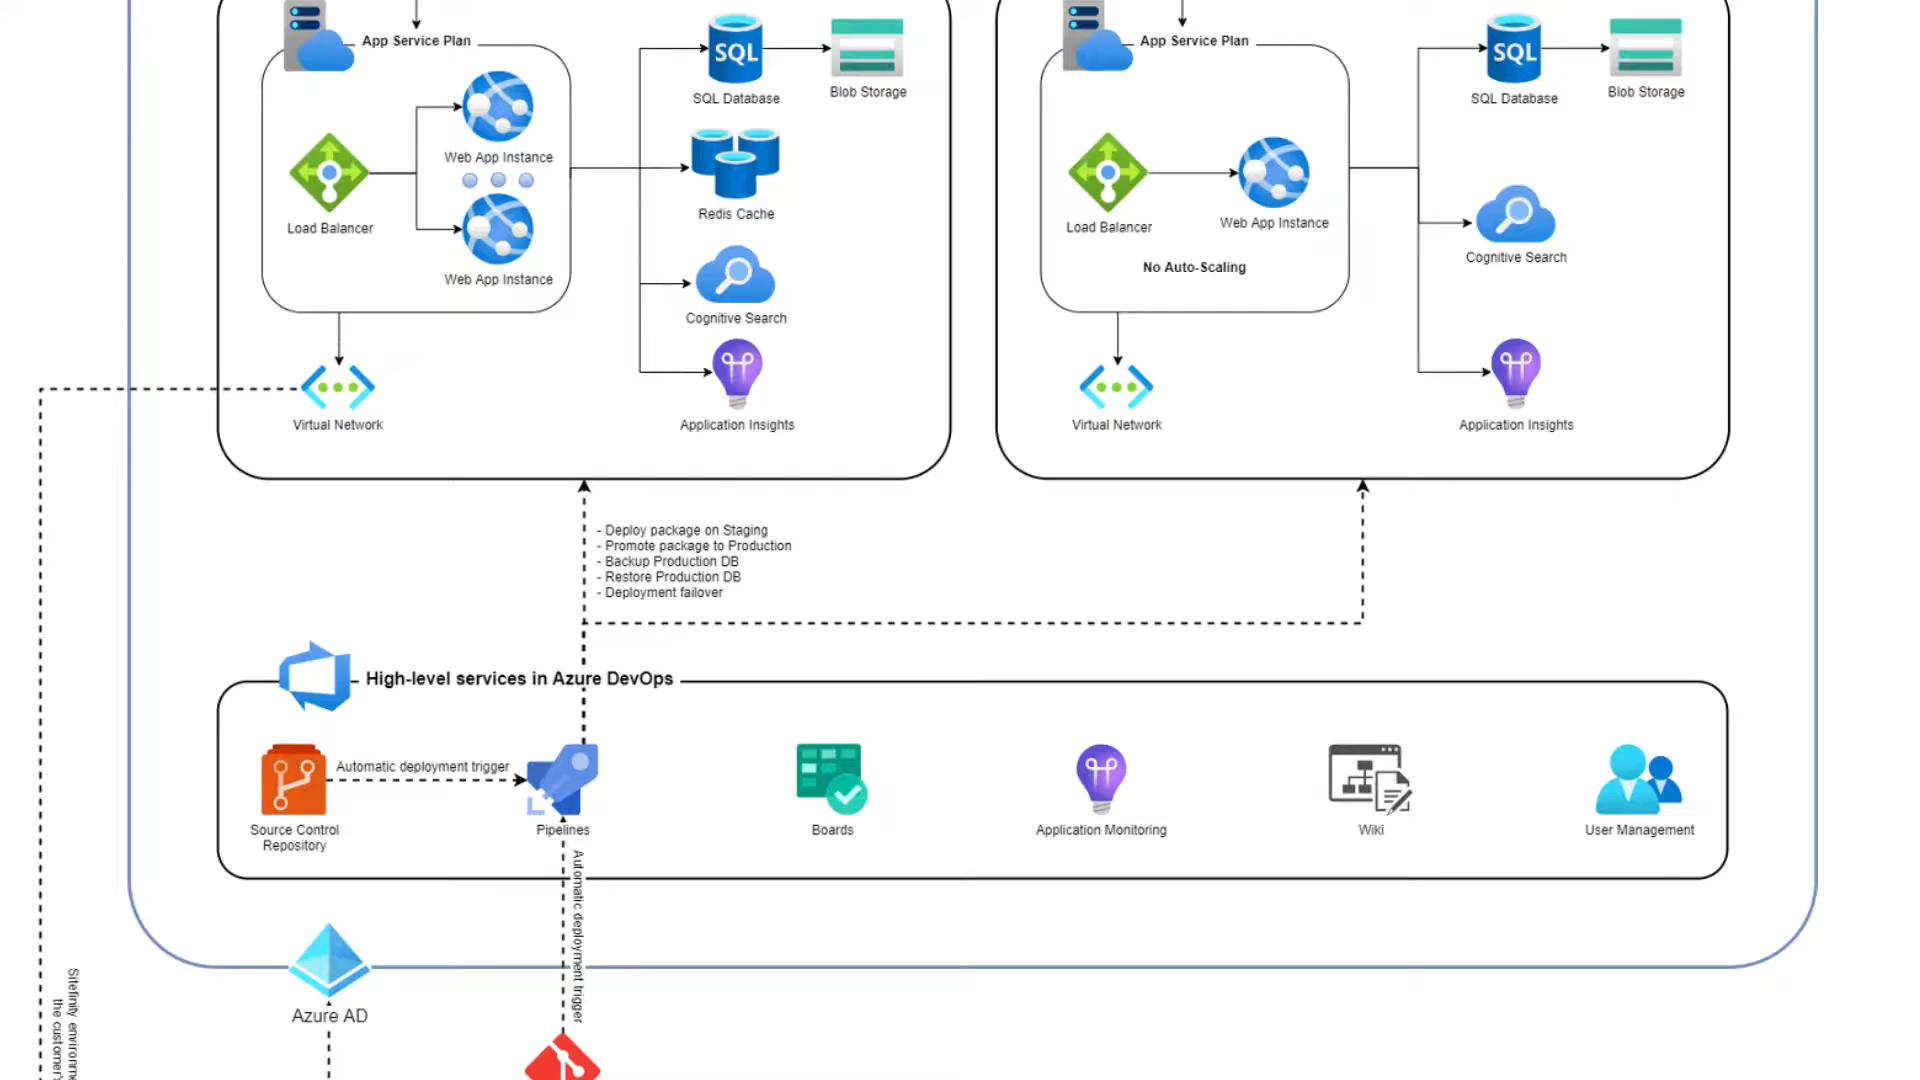 App Service Plan
SQL
SQL Database
Blob Storage
Web App Instance
Redis Cache
Load Balancer
Web App Instance
Cognitive Search
Virtual Network
Application Insights
App Service Plan
SQL
SQL Database
Blob Storage
Load Balancer
Web App Instance
Cognitive Search
No Auto-Scaling
Virtual Network
Application Insights
- Deploy package on Staging
- Promote package to Production
- Backup Production DB
- Restore Production DB
- Deployment failover
High-level services in Azure DevOps
Automatic deployment trigger
Source Control
Repository
Pipelines
Boards
Application Monitoring
Wiki
User Management
Automatic deployment trigger
Azure AD
Sitefinity
the customer's